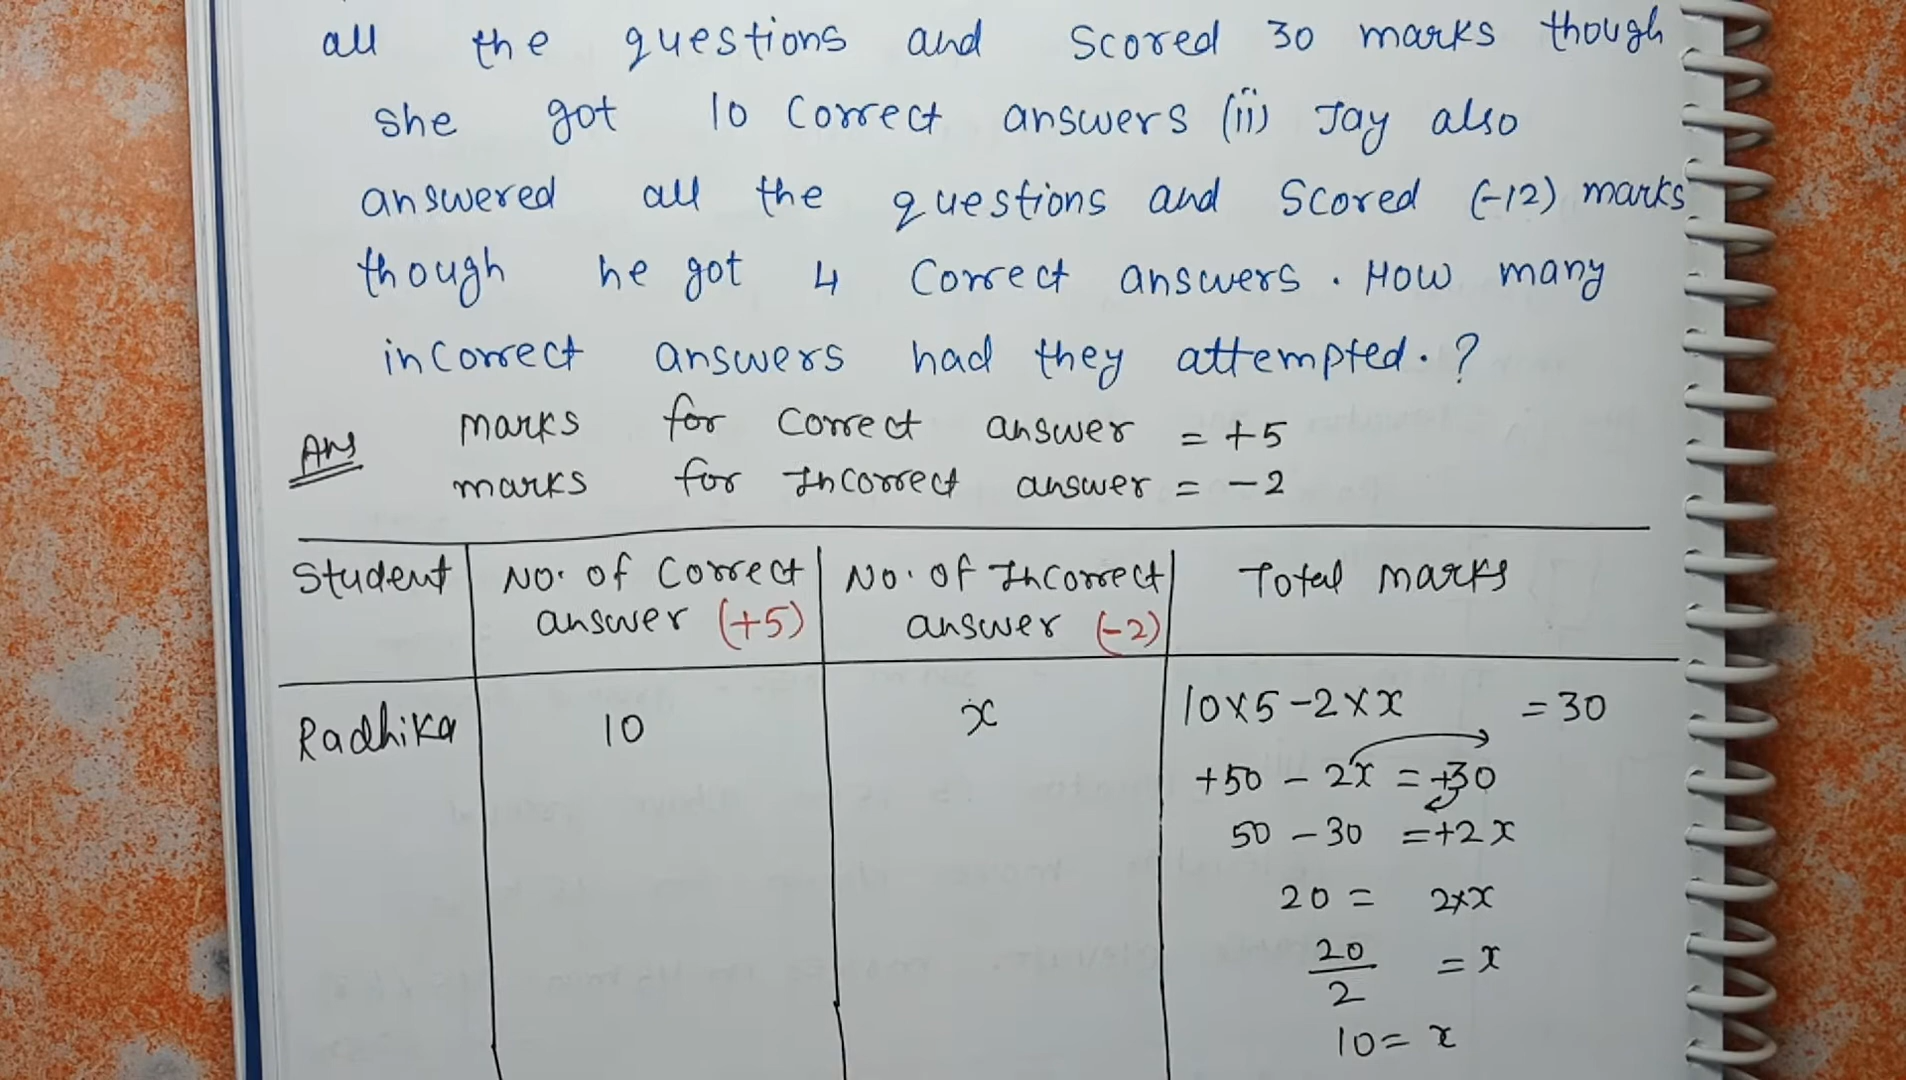 all the questions and Scored 30 marks though
she got 10 Correct answers (ii) Jay also
answered all the questions and Scored (-12) marks
though he got 4 Correct answers. How many
incorrect answers had they attempted.?
Ans
marks for correct answer = +5
marks for Incorrect answer = -2
Student
No. of Correct answer (+5)
No. of Incorrect answer (-2)
Total marks
Radhika
10
x
10×5-2×x = 30
+50 - 2x = +30
50 - 30 = +2x
20 = 2×x
20/2 = x
10 = x